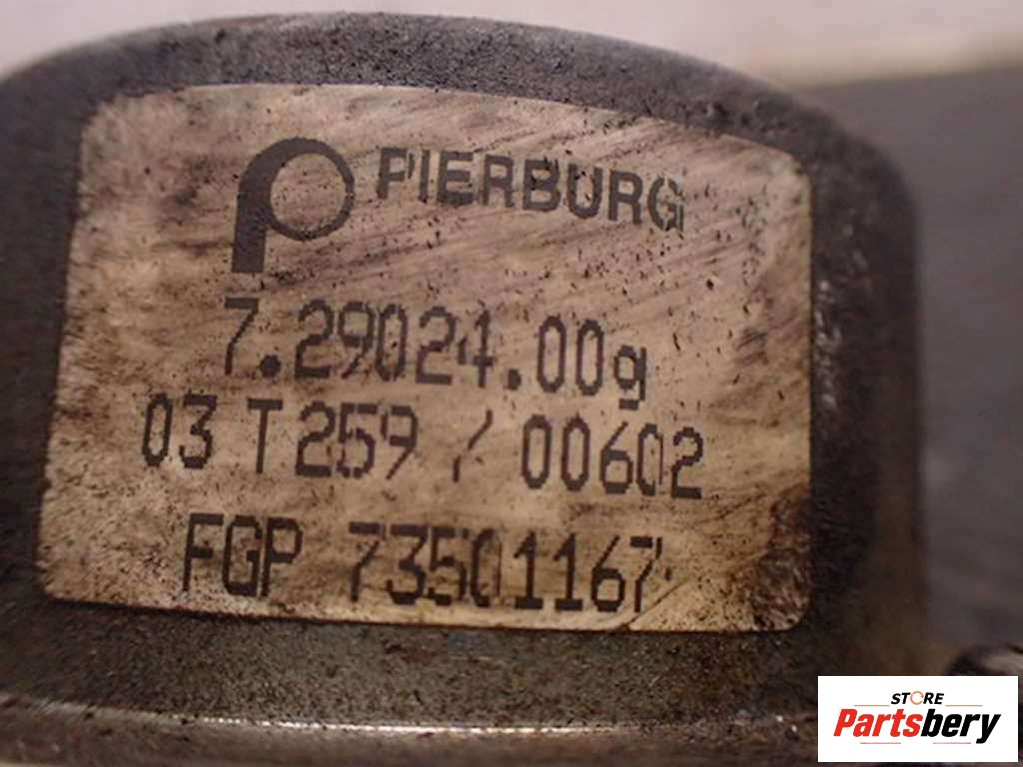 PIERBURG
7.29024.00g
03 T259 / 00602
FGP 73501167
STORE
Partsbery